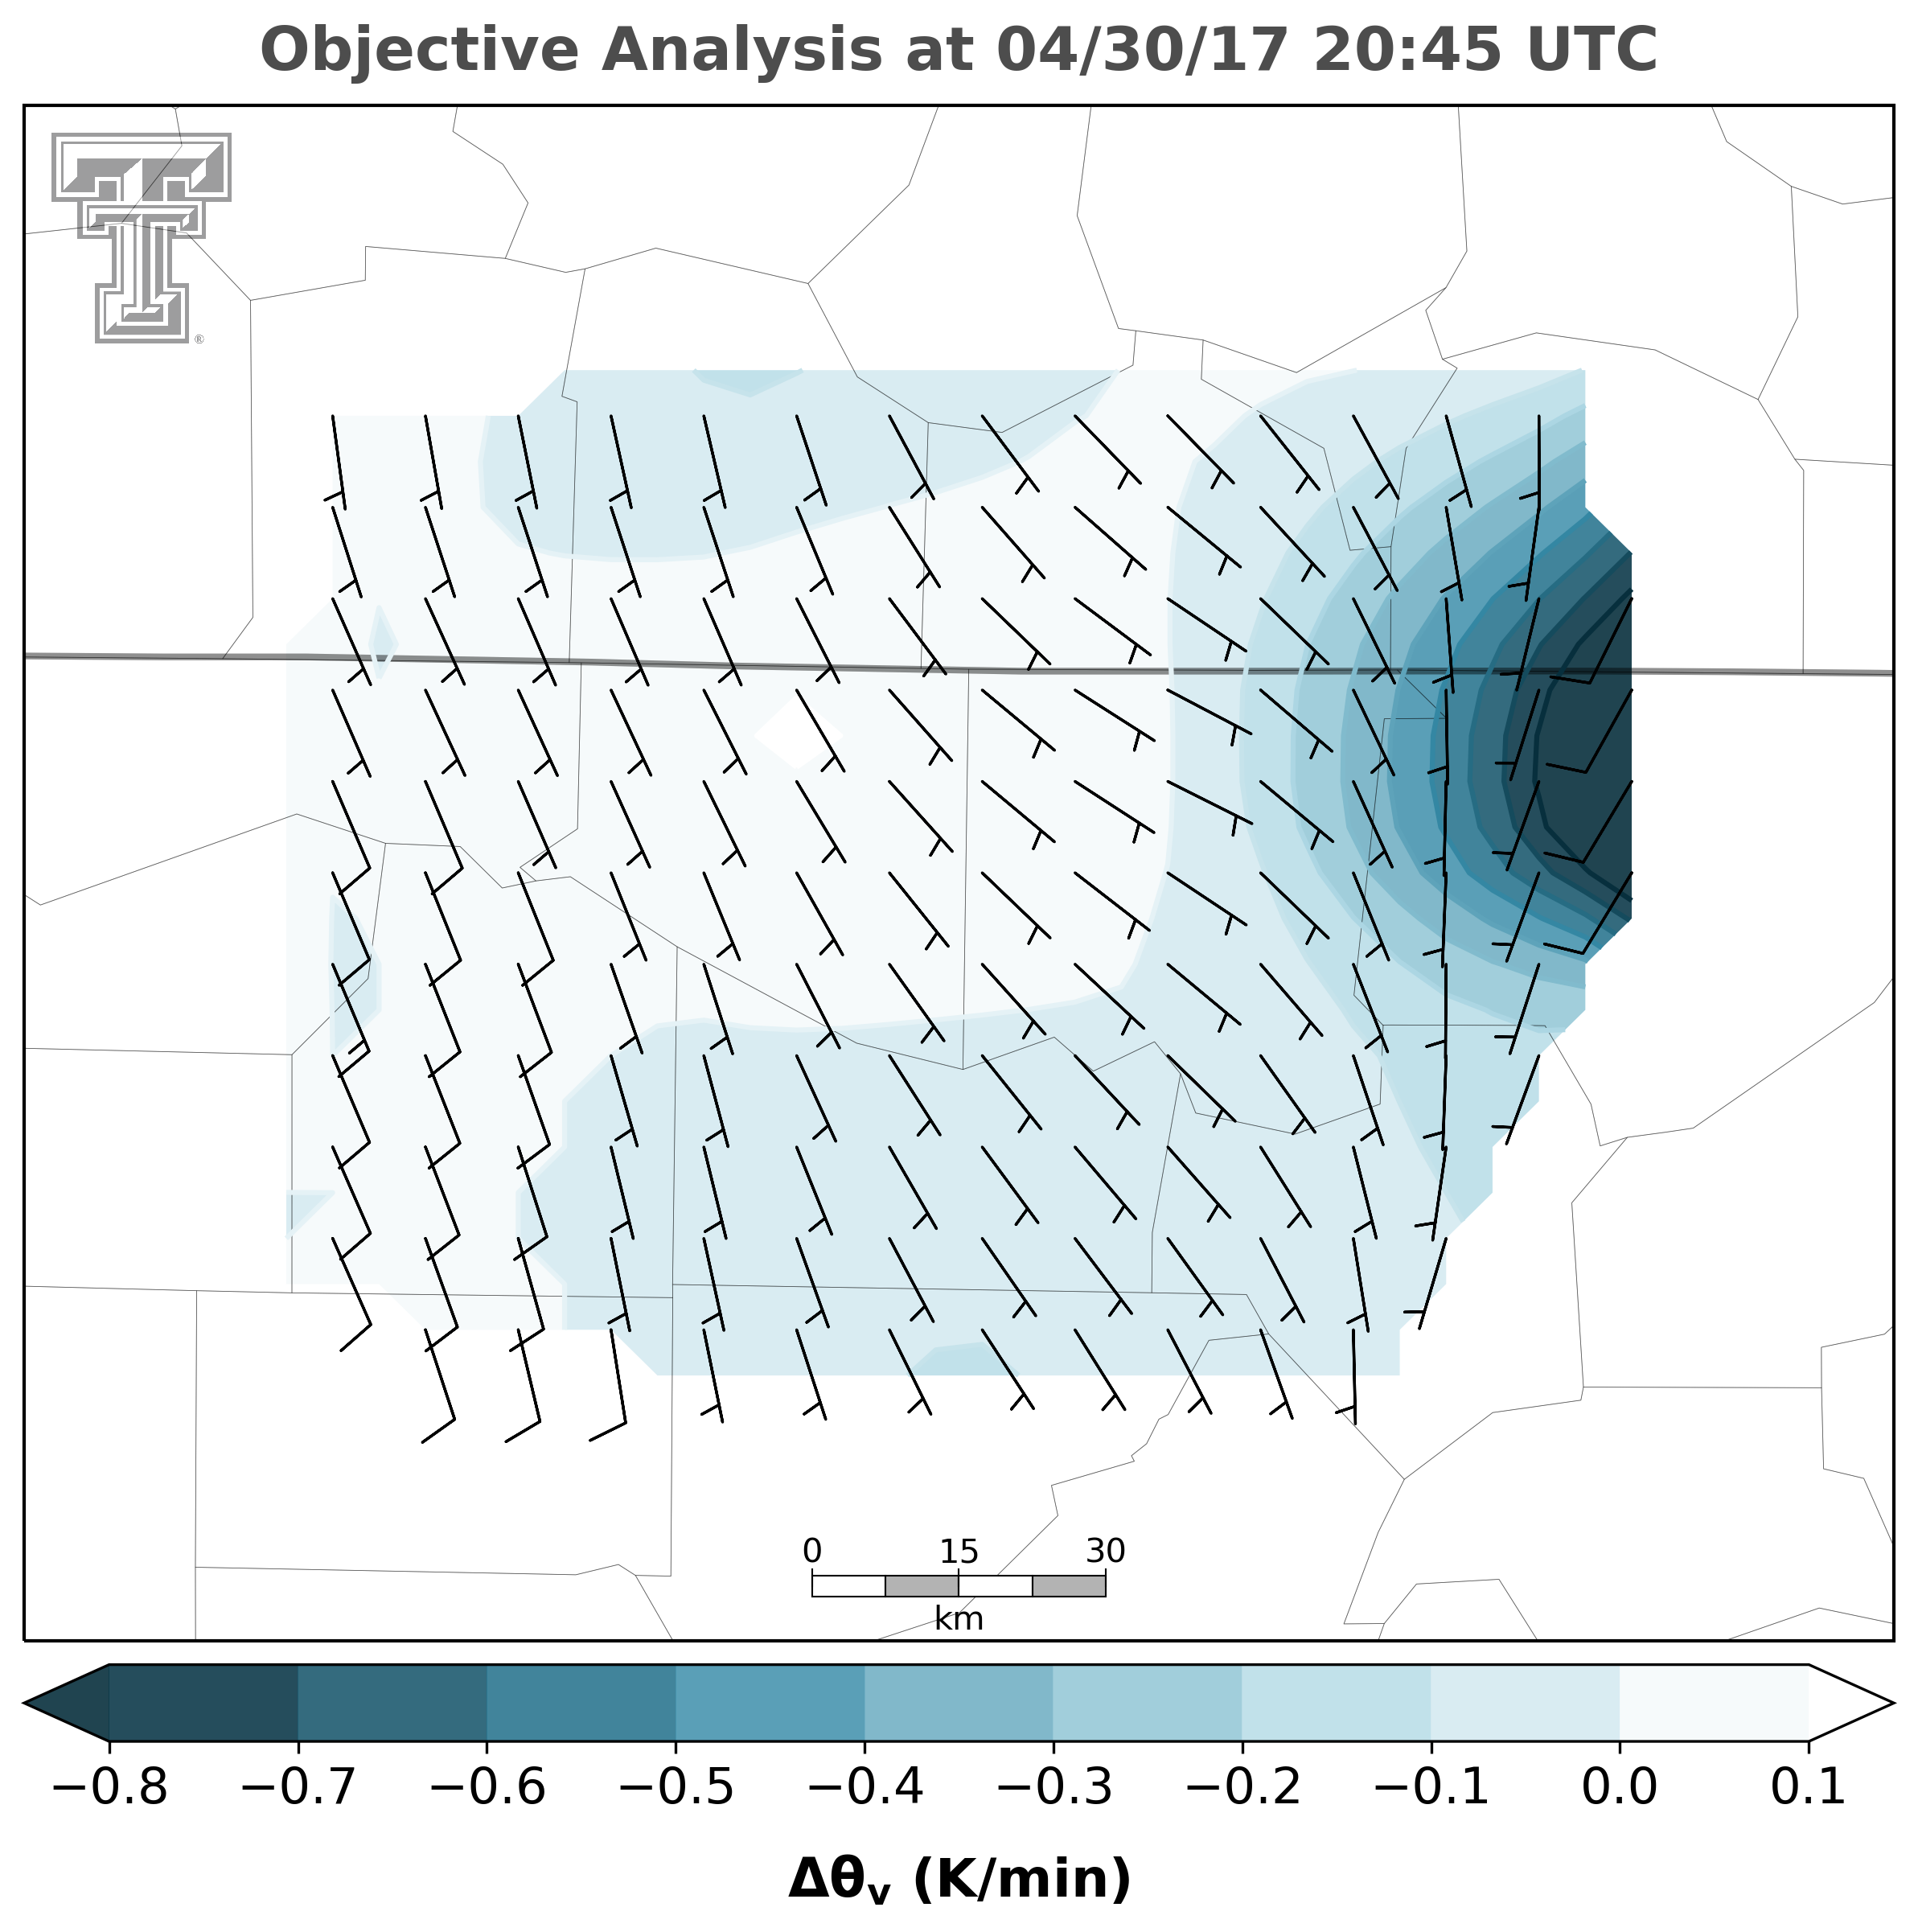 Objective Analysis at 04/30/17 20:45 UTC
®
0 15 30
km
−0.8 −0.7 −0.6 −0.5 −0.4 −0.3 −0.2 −0.1 0.0 0.1
Δθv (K/min)